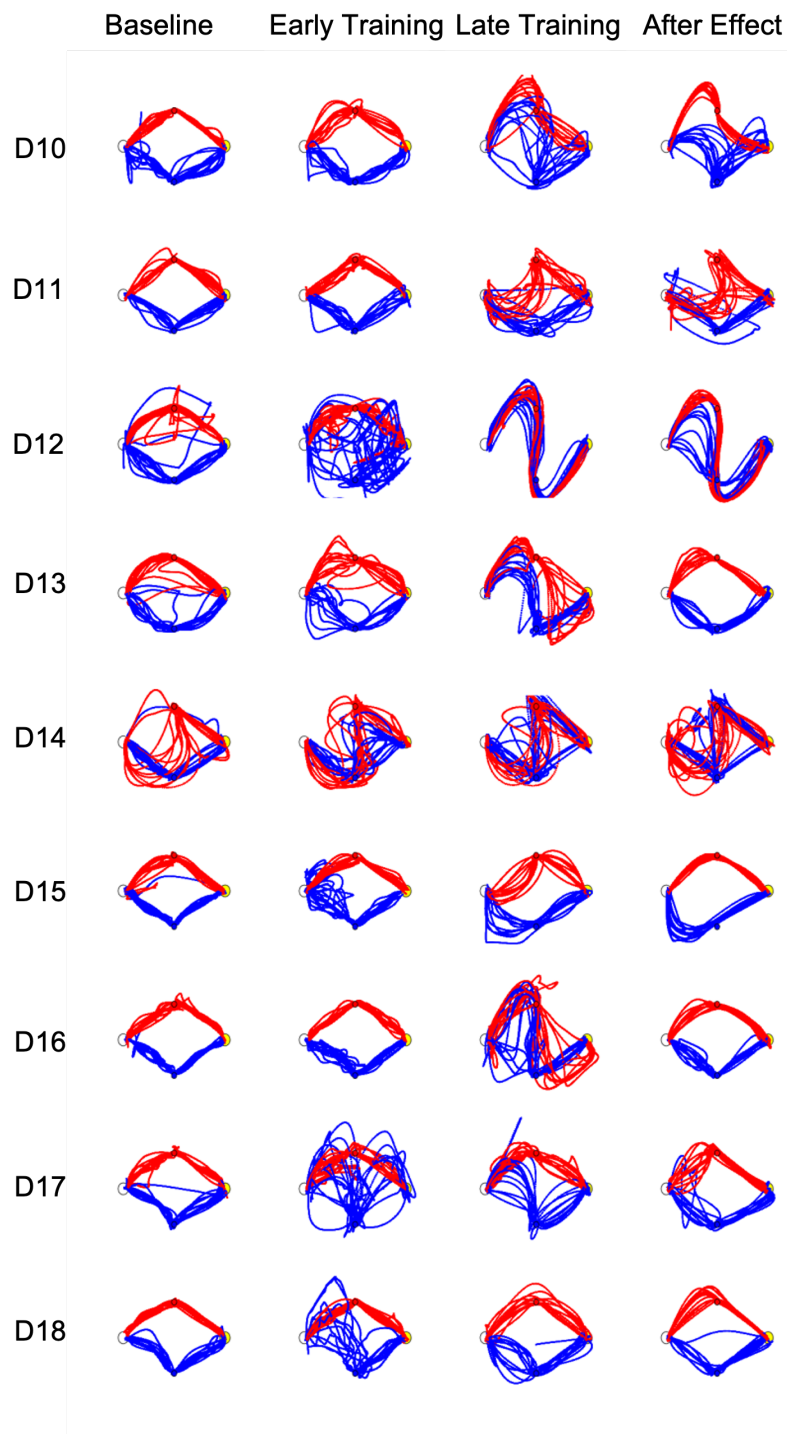 Baseline Early Training Late Training After Effect
D10
D11
D12
D13
D14
D15
D16
D17
D18